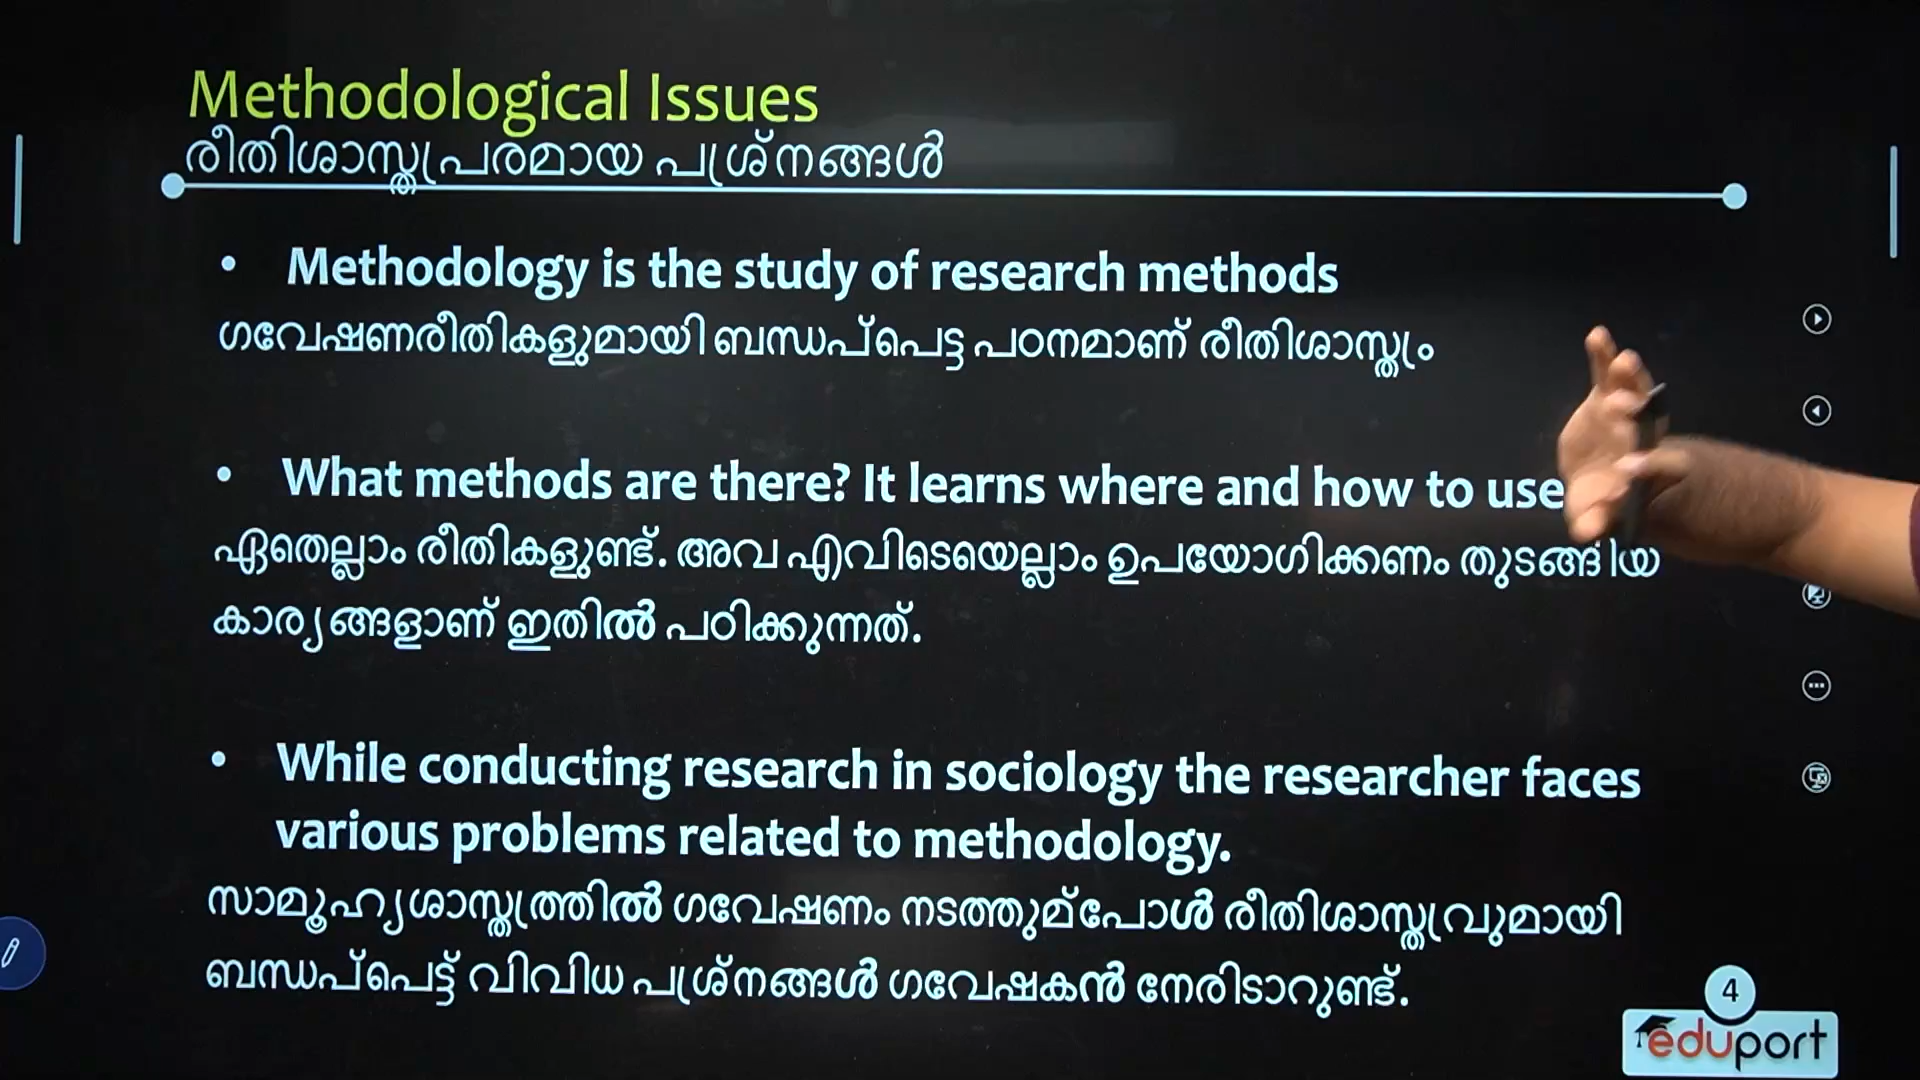 Methodological Issues
രീതിശാസ്ത്രപരമായ പ്രശ്നങ്ങൾ
• Methodology is the study of research methods
ഗവേഷണരീതികളുമായി ബന്ധപ്പെട്ട പഠനമാണ് രീതിശാസ്ത്രം
• What methods are there? It learns where and how to use
ഏതെല്ലാം രീതികളുണ്ട്. അവ എവിടെയെല്ലാം ഉപയോഗിക്കണം തുടങ്ങിയ
കാര്യങ്ങളാണ് ഇതിൽ പഠിക്കുന്നത്.
• While conducting research in sociology the researcher faces
various problems related to methodology.
സാമൂഹ്യശാസ്ത്രത്തിൽ ഗവേഷണം നടത്തുമ്പോൾ രീതിശാസ്ത്രവുമായി
ബന്ധപ്പെട്ട് വിവിധ പ്രശ്നങ്ങൾ ഗവേഷകൻ നേരിടാറുണ്ട്.
4
eduport